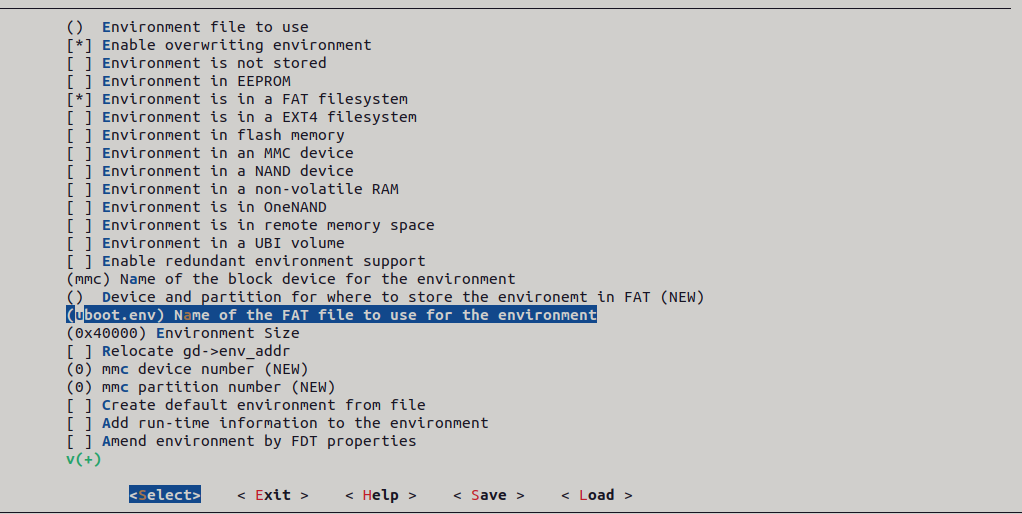 ()  Environment file to use
[*] Enable overwriting environment
[ ] Environment is not stored
[ ] Environment in EEPROM
[*] Environment is in a FAT filesystem
[ ] Environment is in a EXT4 filesystem
[ ] Environment in flash memory
[ ] Environment in an MMC device
[ ] Environment in a NAND device
[ ] Environment in a non-volatile RAM
[ ] Environment is in OneNAND
[ ] Environment is in remote memory space
[ ] Environment in a UBI volume
[ ] Enable redundant environment support
(mmc) Name of the block device for the environment
()  Device and partition for where to store the environemt in FAT (NEW)
(uboot.env) Name of the FAT file to use for the environment
(0x40000) Environment Size
[ ] Relocate gd->env_addr
(0) mmc device number (NEW)
(0) mmc partition number (NEW)
[ ] Create default environment from file
[ ] Add run-time information to the environment
[ ] Amend environment by FDT properties
v(+)
<Select>    < Exit >    < Help >    < Save >    < Load >